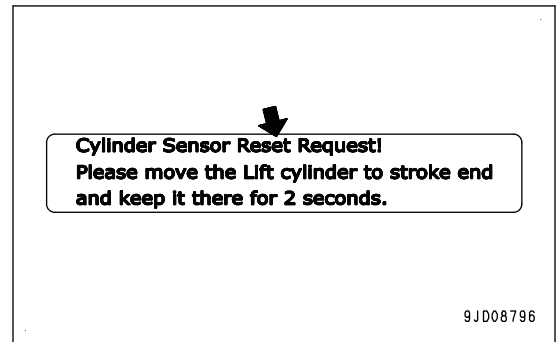 Cylinder Sensor Reset Request!
Please move the Lift cylinder to stroke end
and keep it there for 2 seconds.
9JD08796